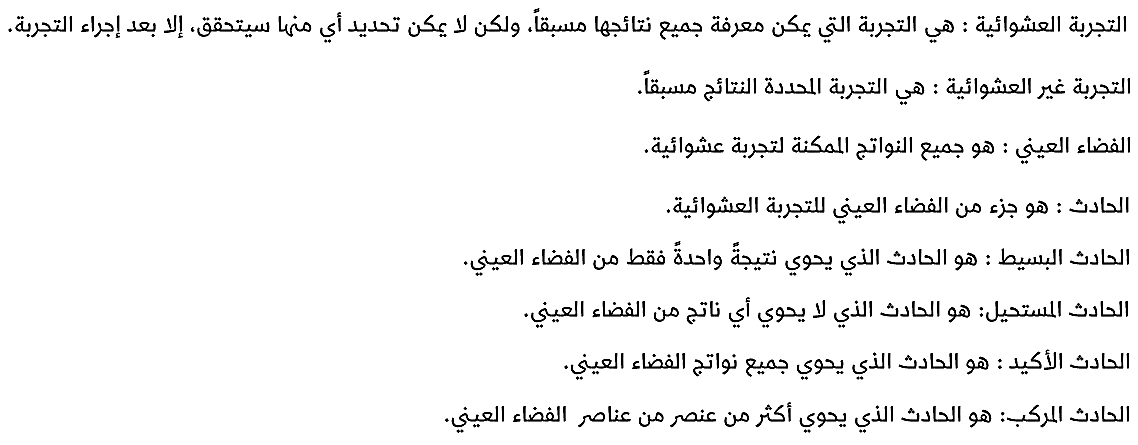 التجربة العشوائية : هي التجربة التي يمكن معرفة جميع نتائجها مسبقاً، ولكن لا يمكن تحديد أي منها سيتحقق، إلا بعد إجراء التجربة.
التجربة غير العشوائية : هي التجربة المحددة النتائج مسبقاً.
الفضاء العيني : هو جميع النواتج الممكنة لتجربة عشوائية.
الحادث : هو جزء من الفضاء العيني للتجربة العشوائية.
الحادث البسيط : هو الحادث الذي يحوي نتيجةً واحدةً فقط من الفضاء العيني.
الحادث المستحيل: هو الحادث الذي لا يحوي أي ناتج من الفضاء العيني.
الحادث الأكيد : هو الحادث الذي يحوي جميع نواتج الفضاء العيني.
الحادث المركب: هو الحادث الذي يحوي أكثر من عنصر من عناصر الفضاء العيني.